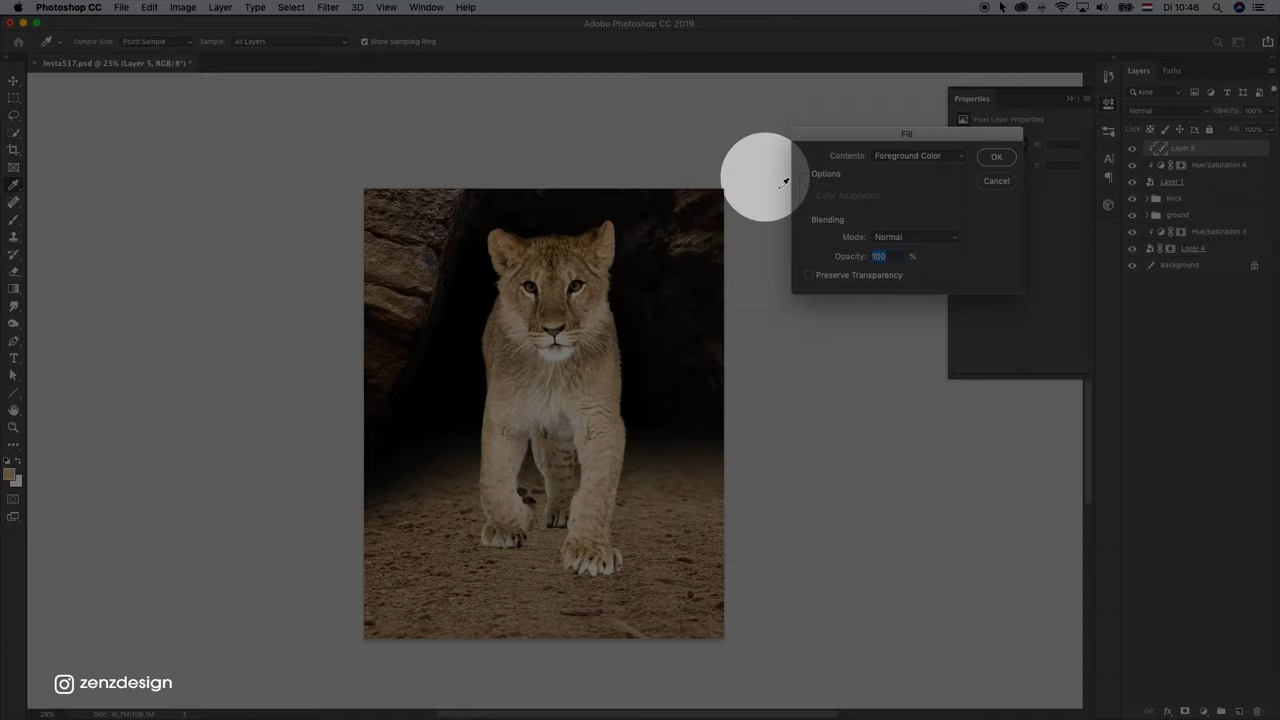 Photoshop CC File Edit Image Layer Type Select Filter 3D View Window Help Di 10:46
Adobe Photoshop CC 2019
Sample Size: Point Sample Sample: All Layers Show sampling Ring
Insta517.psd @ 25% (Layer 5, RGB/8*) *
Layers Paths
Kind
Properties
Normal Opacity: 100%
Pixel Layer Properties
Lock: Fill: 100%
Fill
H:
Contents: Foreground Color OK
Layer 5
Y:
Options
Hue/Saturation 4
Cancel
Layer 1
Color Adaptation
Rock
Blending
ground
Mode: Normal
Hue/Saturation 3
Layer 4
Opacity: 100 %
Background
Preserve Transparency
zenzdesign
25% Doc: 16,7M/106,1M